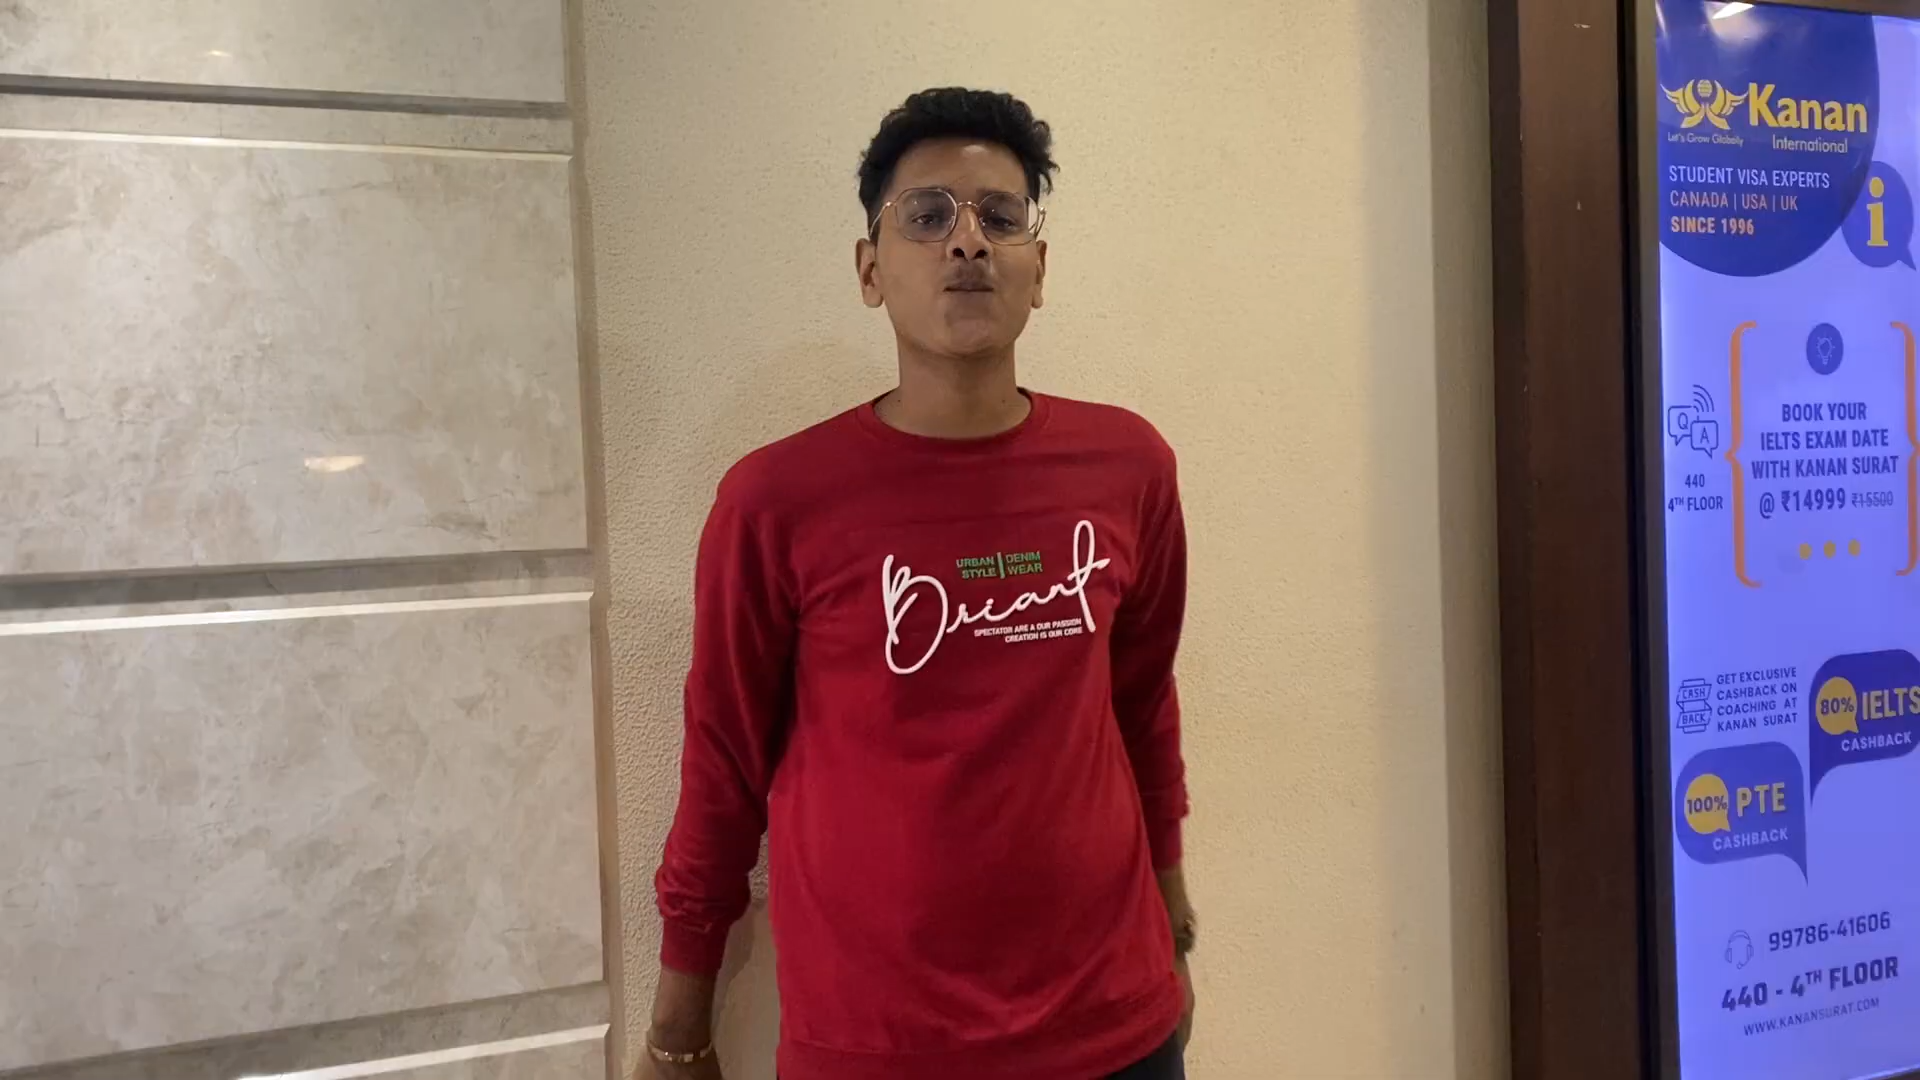 URBAN
STYLE
DENIM
WEAR
Briant
SPECTATOR ARE A OUR PASSION
CREATION IS OUR CORE
Kanan
Let's Grow Globally
International
STUDENT VISA EXPERTS
CANADA | USA | UK
SINCE 1996
i
Q
A
440
4TH FLOOR
BOOK YOUR
IELTS EXAM DATE
WITH KANAN SURAT
@ ₹14999 ₹15500
CASH
BACK
GET EXCLUSIVE
CASHBACK ON
COACHING AT
KANAN SURAT
80% IELTS
CASHBACK
100% PTE
CASHBACK
99786-41606
440 - 4TH FLOOR
WWW.KANANSURAT.COM